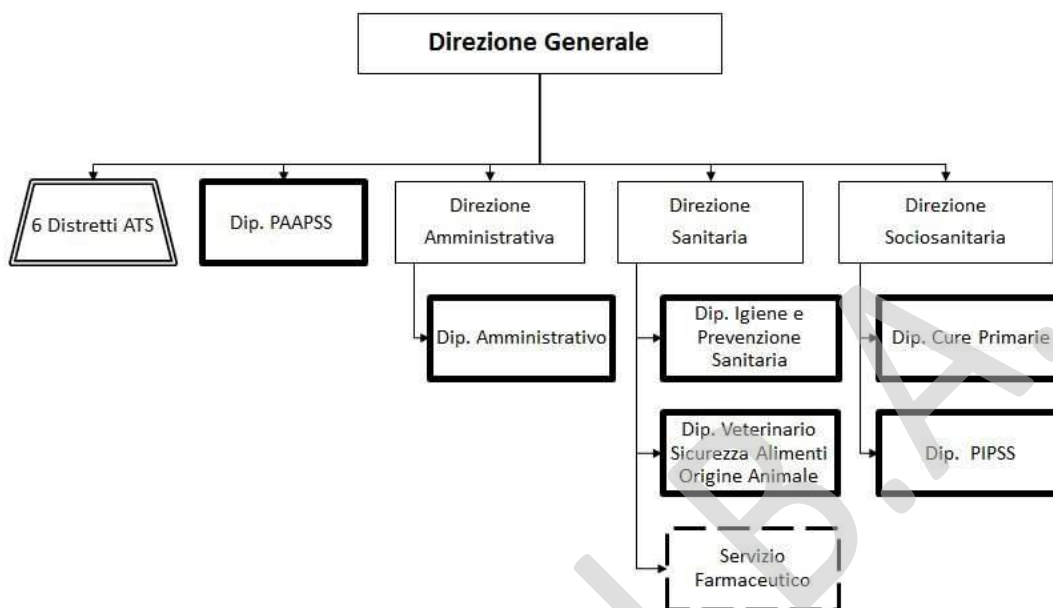 Direzione Generale
6 Distretti ATS
Dip. PAAPSS
Direzione
Amministrativa
Direzione
Sanitaria
Direzione
Sociosanitaria
Dip. Amministrativo
Dip. Igiene e
Prevenzione
Sanitaria
Dip. Cure Primarie
Dip. Veterinario
Sicurezza Alimenti
Origine Animale
Dip. PIPSS
Servizio
Farmaceutico